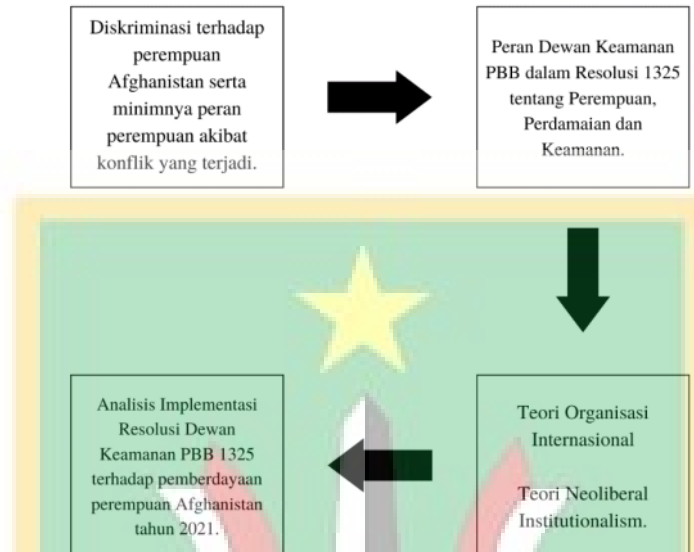 Diskriminasi terhadap
perempuan
Afghanistan serta
minimnya peran
perempuan akibat
konflik yang terjadi.
Peran Dewan Keamanan
PBB dalam Resolusi 1325
tentang Perempuan,
Perdamaian dan
Keamanan.
Teori Organisasi
Internasional
Teori Neoliberal
Institutionalism.
Analisis Implementasi
Resolusi Dewan
Keamanan PBB 1325
terhadap pemberdayaan
perempuan Afghanistan
tahun 2021.